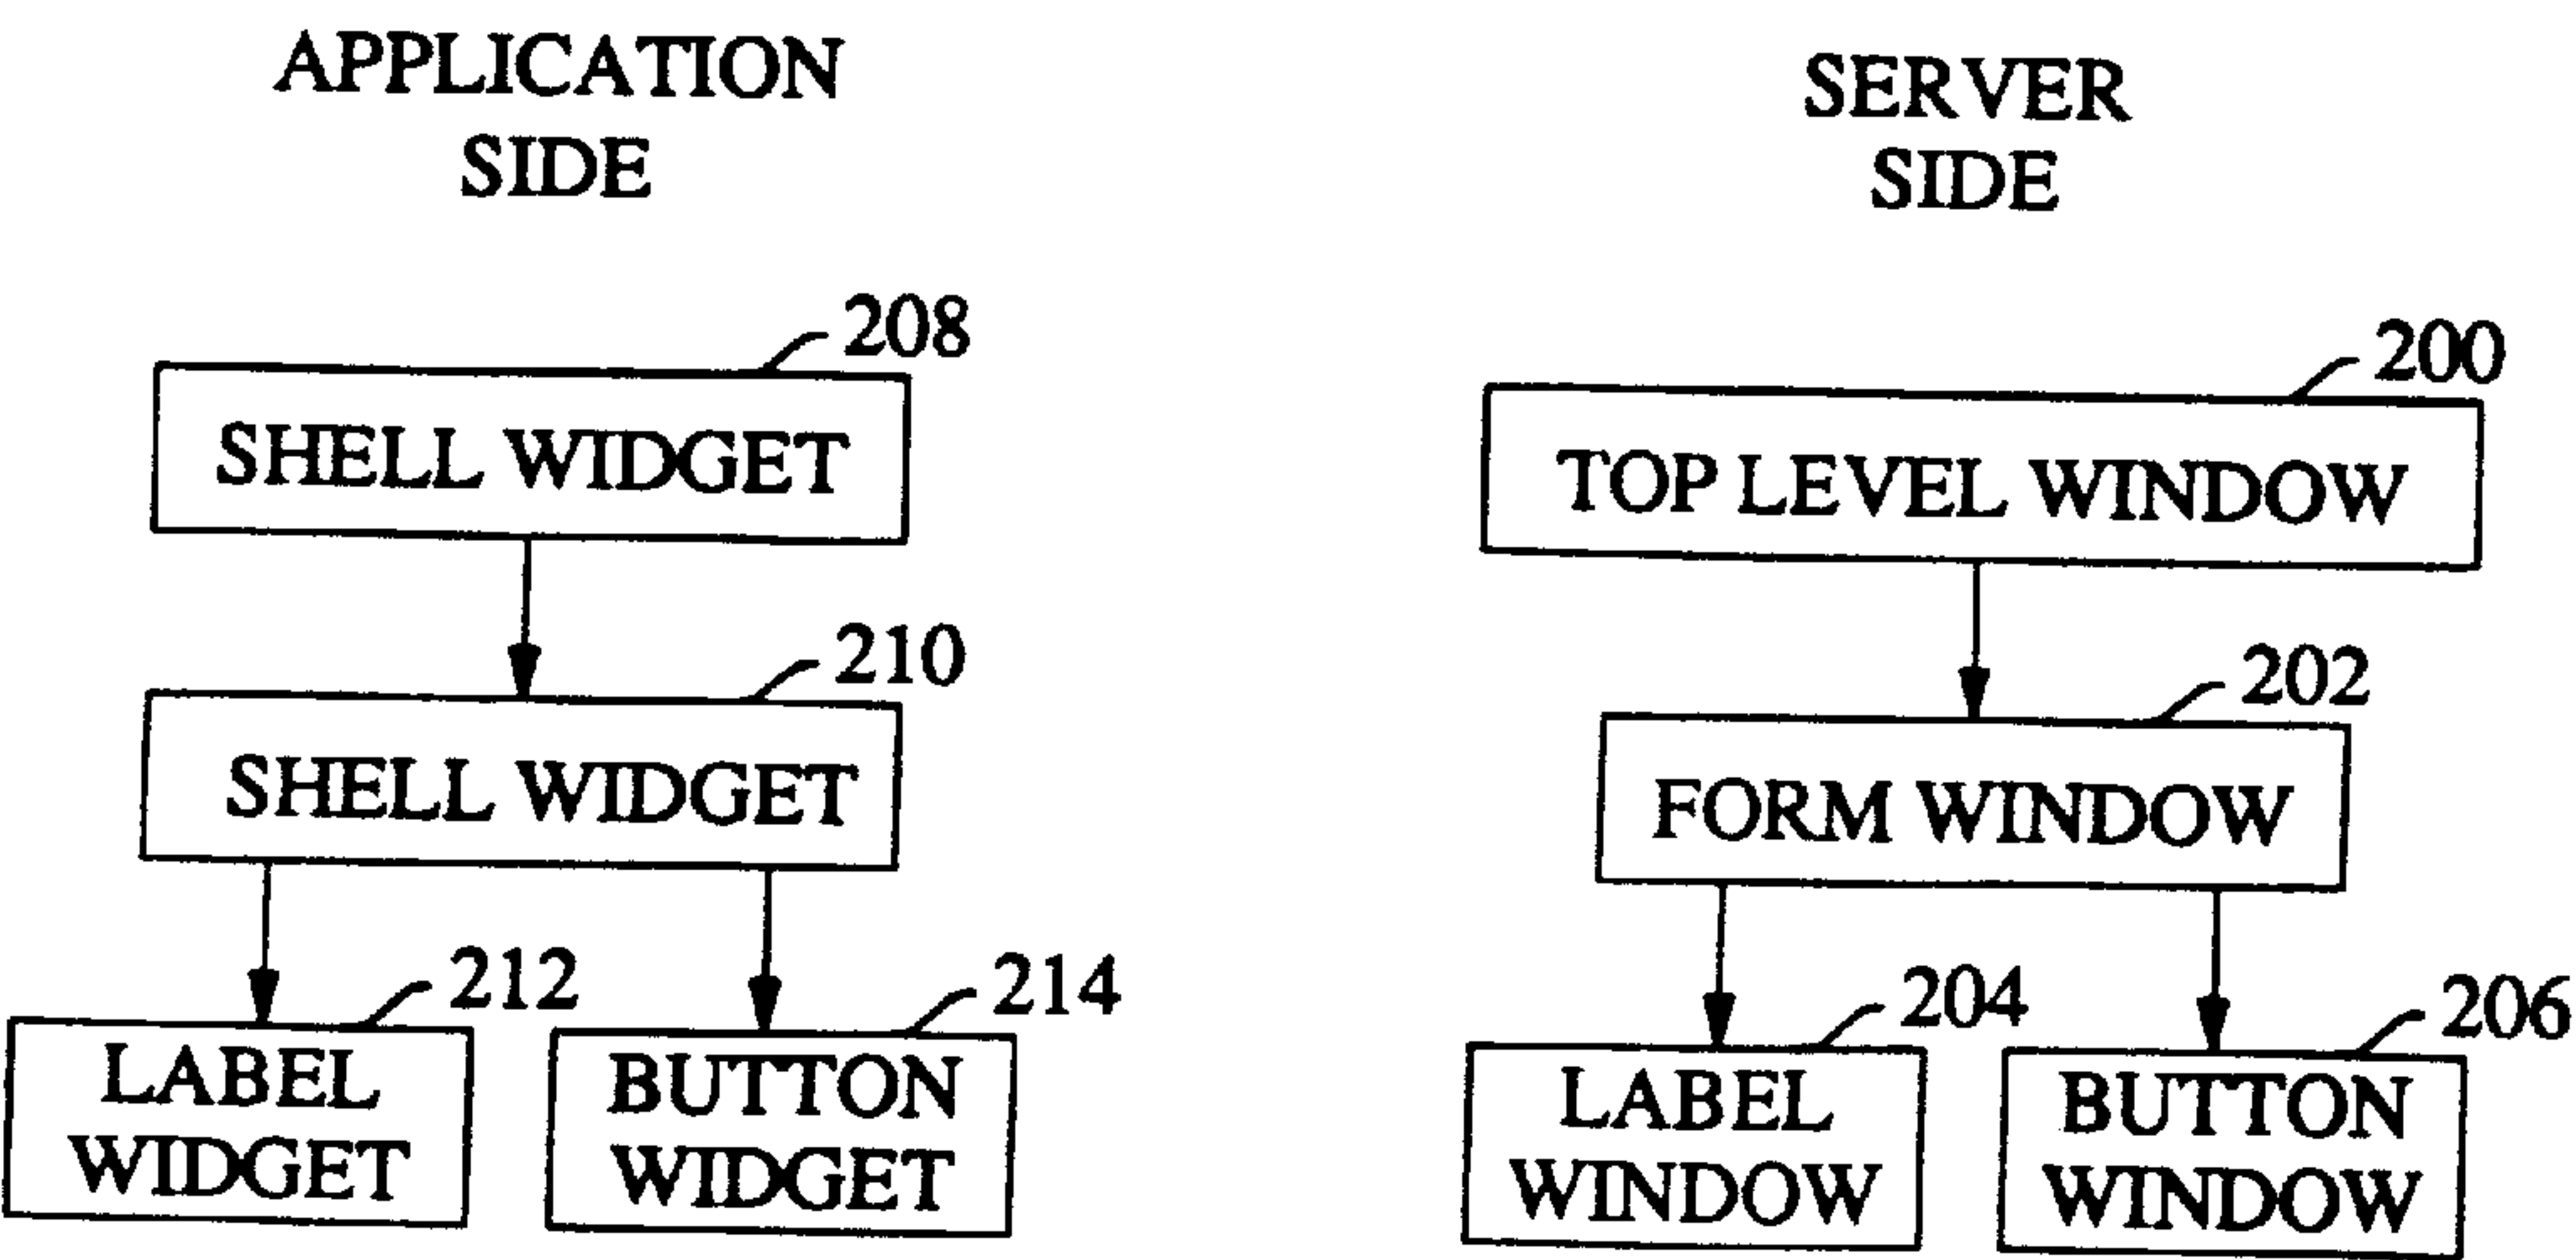 APPLICATION
SIDE
208
SHELL WIDGET
210
SHELL WIDGET
212
LABEL
WIDGET
214
BUTTON
WIDGET
SERVER
SIDE
200
TOP LEVEL WINDOW
202
FORM WINDOW
204
LABEL
WINDOW
206
BUTTON
WINDOW